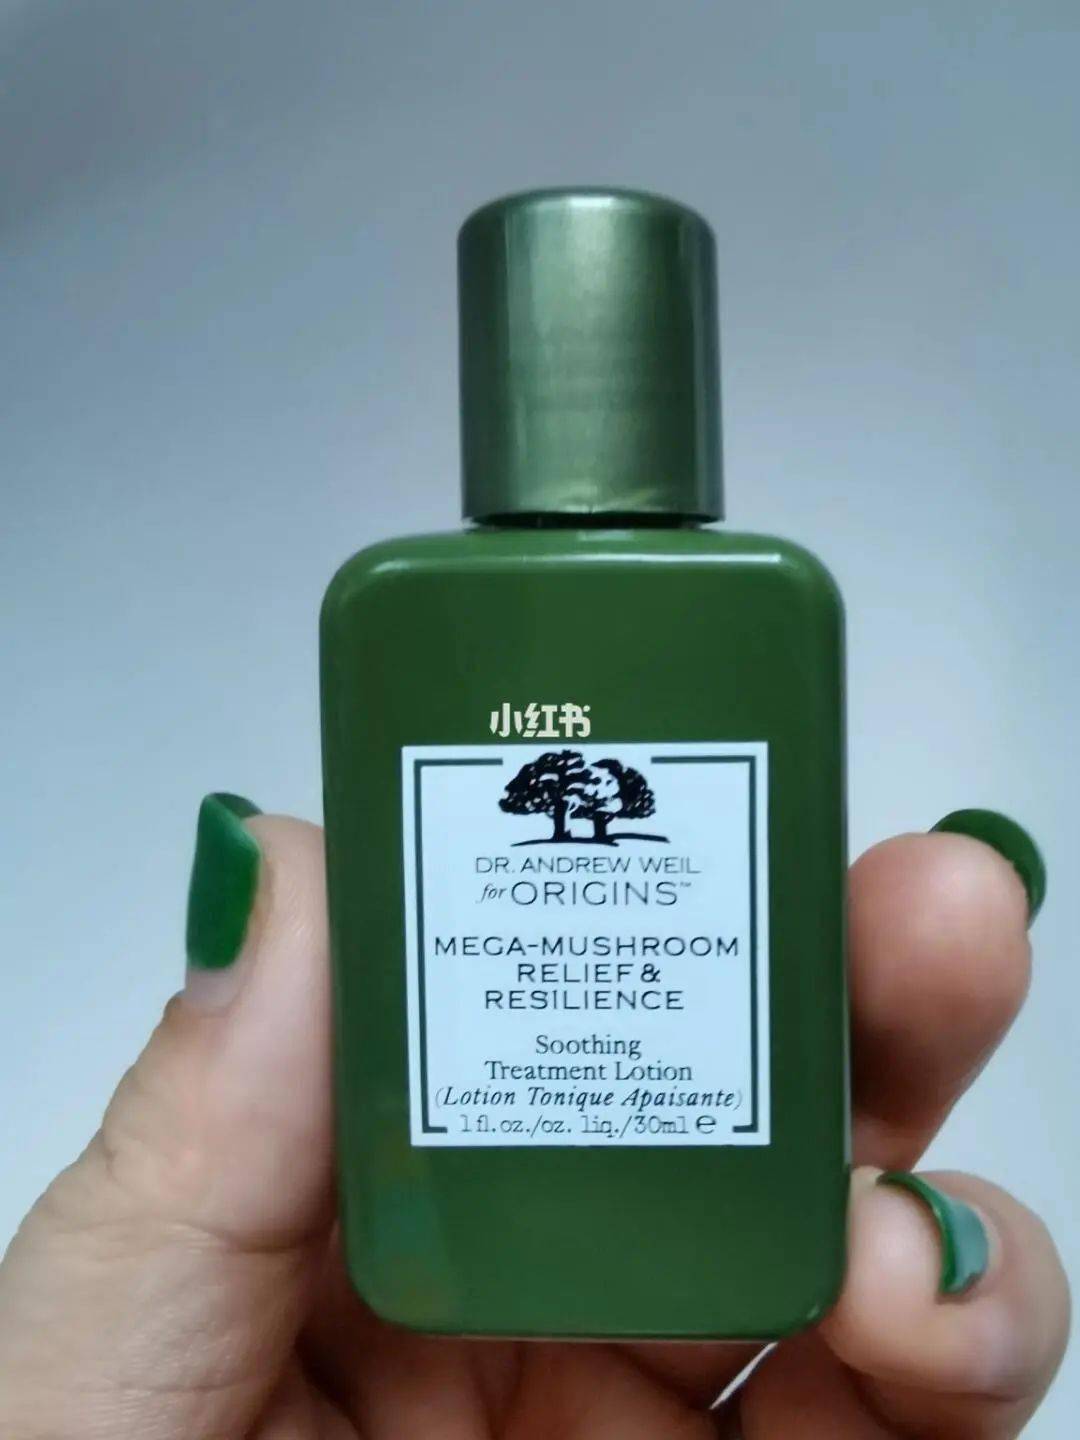 小红书
DR. ANDREW WEIL
for ORIGINS™
MEGA-MUSHROOM
RELIEF &
RESILIENCE
Soothing
Treatment Lotion
(Lotion Tonique Apaisante)
1 fl. oz./oz. liq./30ml ℮